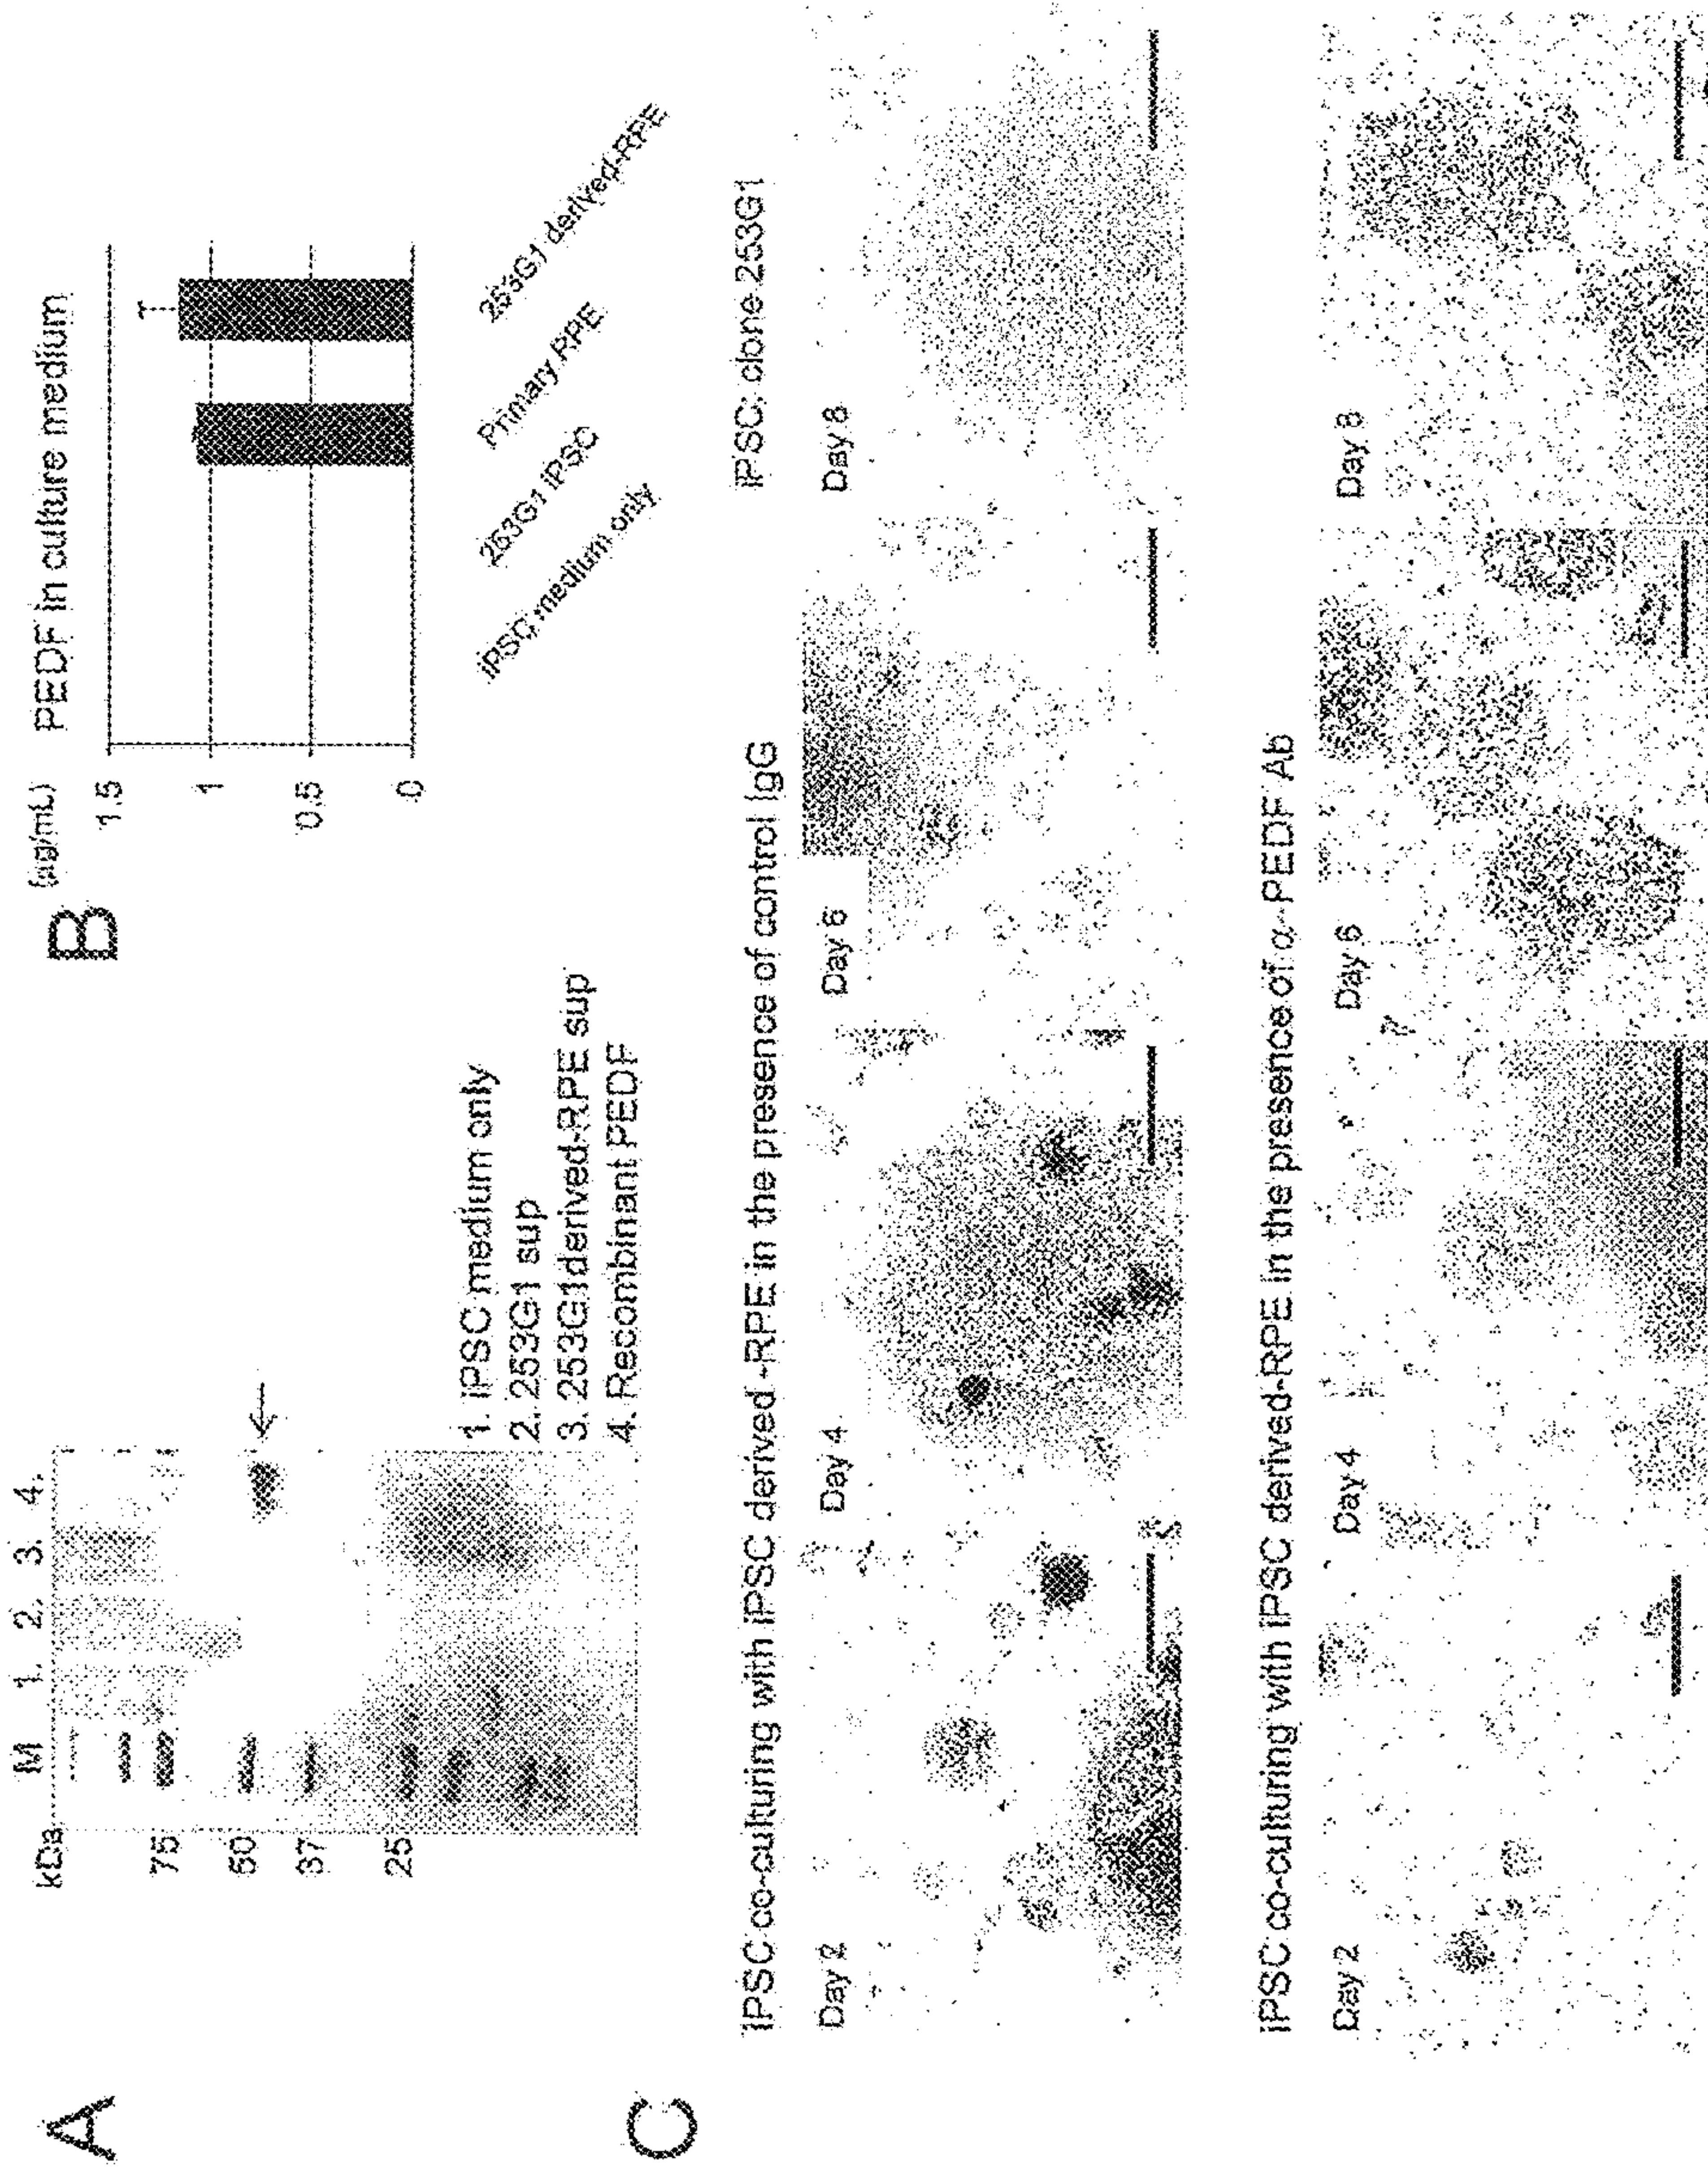 A
kDa
M 1. 2. 3. 4.
75
50
37
25
1. iPSC medium only
2. 253G1 sup
3. 253G1derived-RPE sup
4. Recombinant PEDF
B
(µg/mL) PEDF in culture medium
1.5
1
0.5
0
iPSC medium only
253G1 iPSC
Primary RPE
253G1 derived-RPE
C
iPSC co-culturing with iPSC derived -RPE in the presence of control IgG
iPSC: clone 253G1
Day 2
Day 4
Day 6
Day 8
iPSC co-culturing with iPSC derived-RPE in the presence of α-PEDF Ab
Day 2
Day 4
Day 6
Day 8